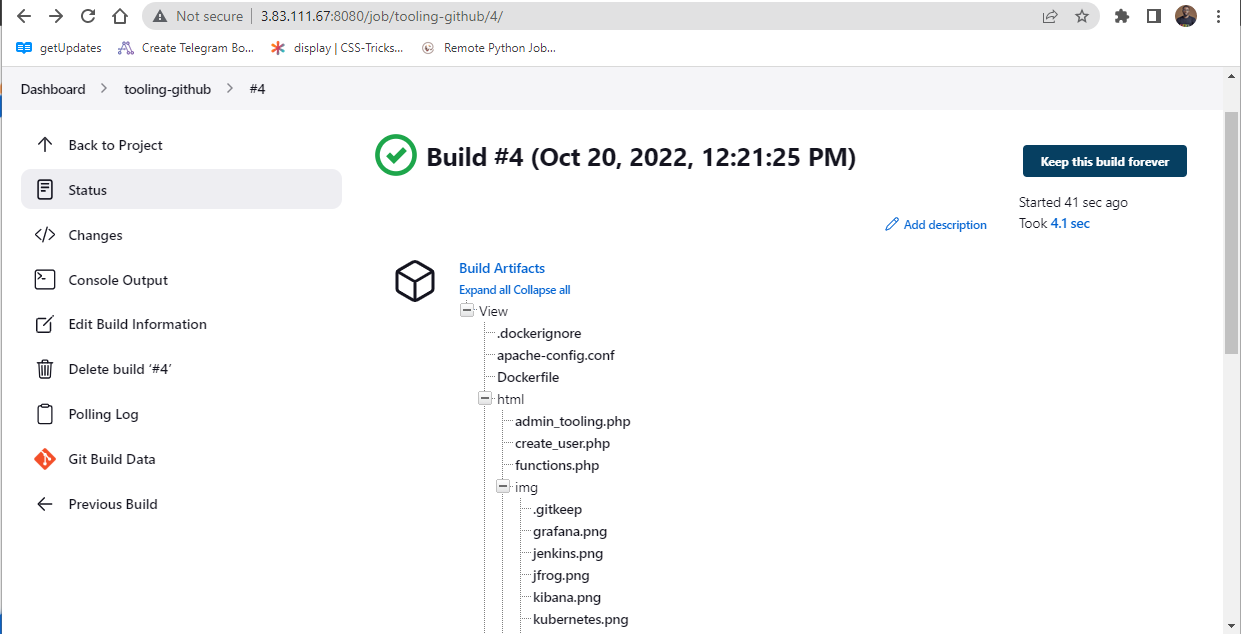 Not secure | 3.83.111.67:8080/job/tooling-github/4/
getUpdates Create Telegram Bo... display | CSS-Tricks... Remote Python Job...
Dashboard > tooling-github > #4
Back to Project
Status
Changes
Console Output
Edit Build Information
Delete build ‘#4’
Polling Log
Git Build Data
Previous Build
Build #4 (Oct 20, 2022, 12:21:25 PM)
Keep this build forever
Started 41 sec ago
Took 4.1 sec
Add description
Build Artifacts
Expand all Collapse all
View
.dockerignore
apache-config.conf
Dockerfile
html
admin_tooling.php
create_user.php
functions.php
img
.gitkeep
grafana.png
jenkins.png
jfrog.png
kibana.png
kubernetes.png